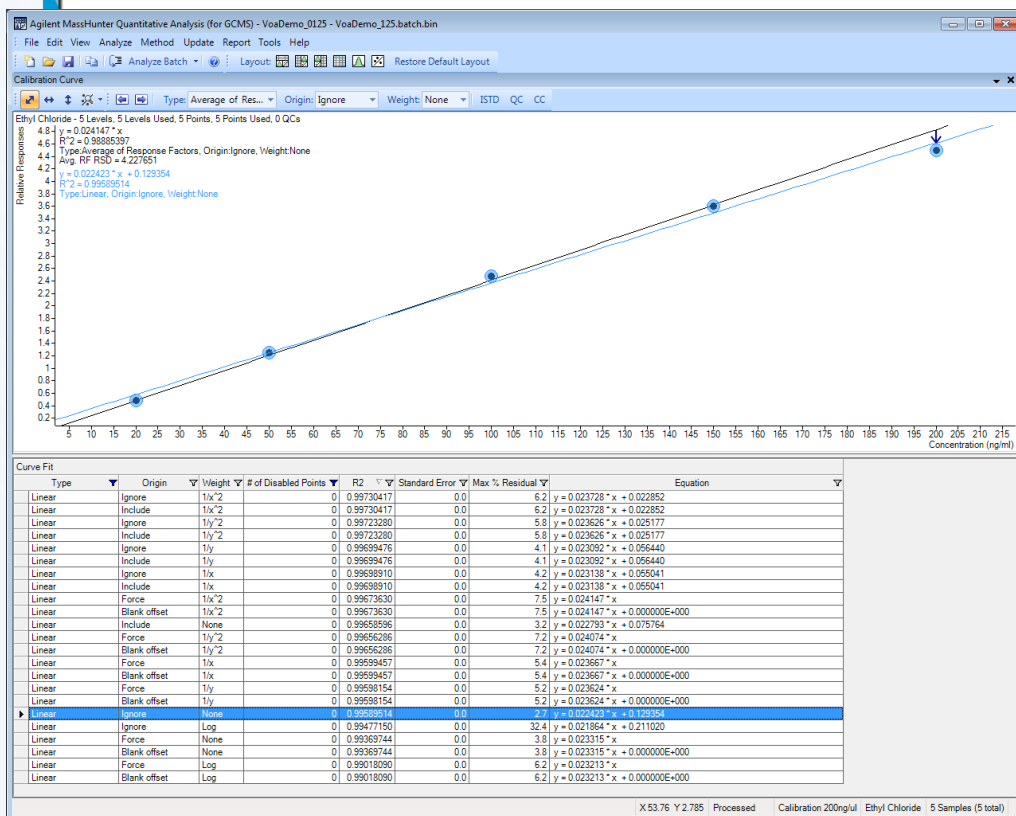 Agilent MassHunter Quantitative Analysis (for GCMS) - VoaDemo_0125 - VoaDemo_125.batch.bin
File Edit View Analyze Method Update Report Tools Help
Analyze Batch Layout: Restore Default Layout
Calibration Curve
Type: Average of Res... Origin: Ignore Weight: None ISTD QC CC
Ethyl Chloride - 5 Levels, 5 Levels Used, 5 Points, 5 Points Used, 0 QCs
y = 0.024147 * x
R^2 = 0.98885397
Type:Average of Response Factors, Origin:Ignore, Weight:None
Avg. RF RSD = 4.227651
y = 0.022423 * x + 0.129354
R^2 = 0.99589514
Type:Linear, Origin:Ignore, Weight:None
Relative Responses
4.8
4.6
4.4
4.2
4
3.8
3.6
3.4
3.2
3
2.8
2.6
2.4
2.2
2
1.8
1.6
1.4
1.2
1
0.8
0.6
0.4
0.2
5 10 15 20 25 30 35 40 45 50 55 60 65 70 75 80 85 90 95 100 105 110 115 120 125 130 135 140 145 150 155 160 165 170 175 180 185 190 195 200 205 210 215
Concentration (ng/ml)
Curve Fit
Type Origin Weight # of Disabled Points R2 Standard Error Max % Residual Equation
Linear Ignore 1/x^2 0 0.99730417 0.0 6.2 y = 0.023728 * x + 0.022852
Linear Include 1/x^2 0 0.99730417 0.0 6.2 y = 0.023728 * x + 0.022852
Linear Ignore 1/y^2 0 0.99723280 0.0 5.8 y = 0.023626 * x + 0.025177
Linear Include 1/y^2 0 0.99723280 0.0 5.8 y = 0.023626 * x + 0.025177
Linear Ignore 1/y 0 0.99699476 0.0 4.1 y = 0.023092 * x + 0.056440
Linear Include 1/y 0 0.99699476 0.0 4.1 y = 0.023092 * x + 0.056440
Linear Ignore 1/x 0 0.99698910 0.0 4.2 y = 0.023138 * x + 0.055041
Linear Include 1/x 0 0.99698910 0.0 4.2 y = 0.023138 * x + 0.055041
Linear Force 1/x^2 0 0.99673630 0.0 7.5 y = 0.024147 * x
Linear Blank offset 1/x^2 0 0.99673630 0.0 7.5 y = 0.024147 * x + 0.000000E+000
Linear Include None 0 0.99658596 0.0 3.2 y = 0.022793 * x + 0.075764
Linear Force 1/y^2 0 0.99656286 0.0 7.2 y = 0.024074 * x
Linear Blank offset 1/y^2 0 0.99656286 0.0 7.2 y = 0.024074 * x + 0.000000E+000
Linear Force 1/x 0 0.99599457 0.0 5.4 y = 0.023667 * x
Linear Blank offset 1/x 0 0.99599457 0.0 5.4 y = 0.023667 * x + 0.000000E+000
Linear Force 1/y 0 0.99598154 0.0 5.2 y = 0.023624 * x
Linear Blank offset 1/y 0 0.99598154 0.0 5.2 y = 0.023624 * x + 0.000000E+000
Linear Ignore None 0 0.99589514 0.0 2.7 y = 0.022423 * x + 0.129354
Linear Ignore Log 0 0.99477150 0.0 32.4 y = 0.021864 * x + 0.211020
Linear Force None 0 0.99369744 0.0 3.8 y = 0.023315 * x
Linear Blank offset None 0 0.99369744 0.0 3.8 y = 0.023315 * x + 0.000000E+000
Linear Force Log 0 0.99018090 0.0 6.2 y = 0.023213 * x
Linear Blank offset Log 0 0.99018090 0.0 6.2 y = 0.023213 * x + 0.000000E+000
X 53.76 Y 2.785 Processed Calibration 200ng/ul Ethyl Chloride 5 Samples (5 total)